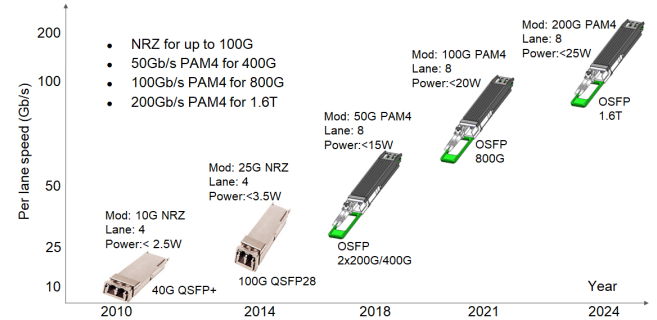 200
100
50
25
10
Per lane speed (Gb/s)
• NRZ for up to 100G
• 50Gb/s PAM4 for 400G
• 100Gb/s PAM4 for 800G
• 200Gb/s PAM4 for 1.6T
Mod: 10G NRZ
Lane: 4
Power:< 2.5W
40G QSFP+
Mod: 25G NRZ
Lane: 4
Power:<3.5W
100G QSFP28
Mod: 50G PAM4
Lane: 8
Power:<15W
OSFP
2x200G/400G
Mod: 100G PAM4
Lane: 8
Power:<20W
OSFP
800G
Mod: 200G PAM4
Lane: 8
Power:<25W
OSFP
1.6T
Year
2010
2014
2018
2021
2024